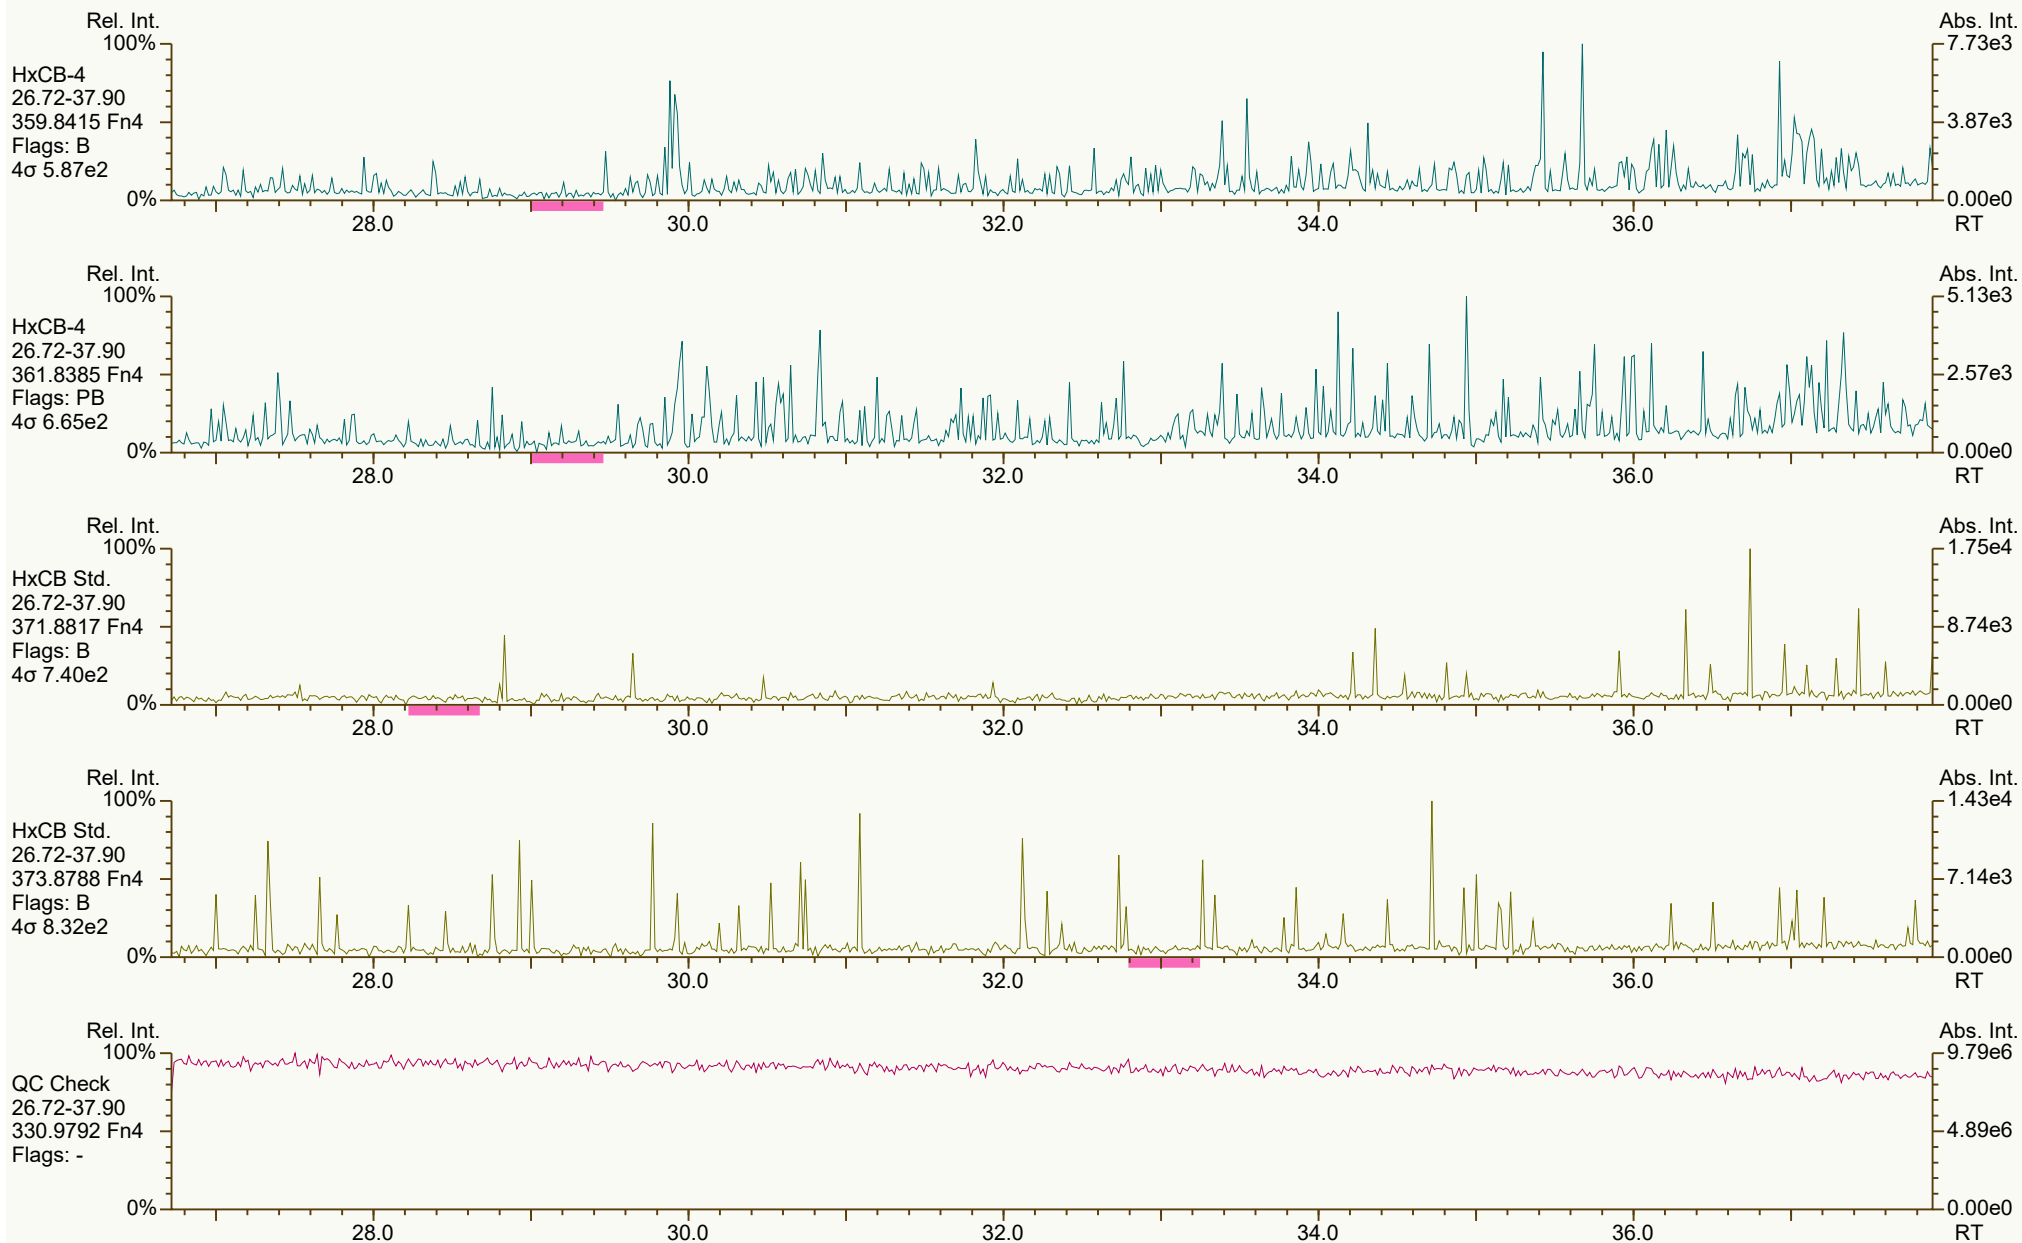 Rel. Int.
Abs. Int.
100%
7.73e3
HxCB-4
26.72-37.90
359.8415 Fn4
3.87e3
Flags: B
4σ 5.87e2
0%
0.00e0
28.0
30.0
32.0
34.0
36.0
RT
Rel. Int.
Abs. Int.
100%
5.13e3
HxCB-4
26.72-37.90
361.8385 Fn4
2.57e3
Flags: PB
4σ 6.65e2
0%
0.00e0
28.0
30.0
32.0
34.0
36.0
RT
Rel. Int.
Abs. Int.
100%
1.75e4
HxCB Std.
26.72-37.90
371.8817 Fn4
8.74e3
Flags: B
4σ 7.40e2
0%
0.00e0
28.0
30.0
32.0
34.0
36.0
RT
Rel. Int.
Abs. Int.
100%
1.43e4
HxCB Std.
26.72-37.90
373.8788 Fn4
7.14e3
Flags: B
4σ 8.32e2
0%
0.00e0
28.0
30.0
32.0
34.0
36.0
RT
Rel. Int.
Abs. Int.
100%
9.79e6
QC Check
26.72-37.90
330.9792 Fn4
4.89e6
Flags: -
0%
0.00e0
28.0
30.0
32.0
34.0
36.0
RT